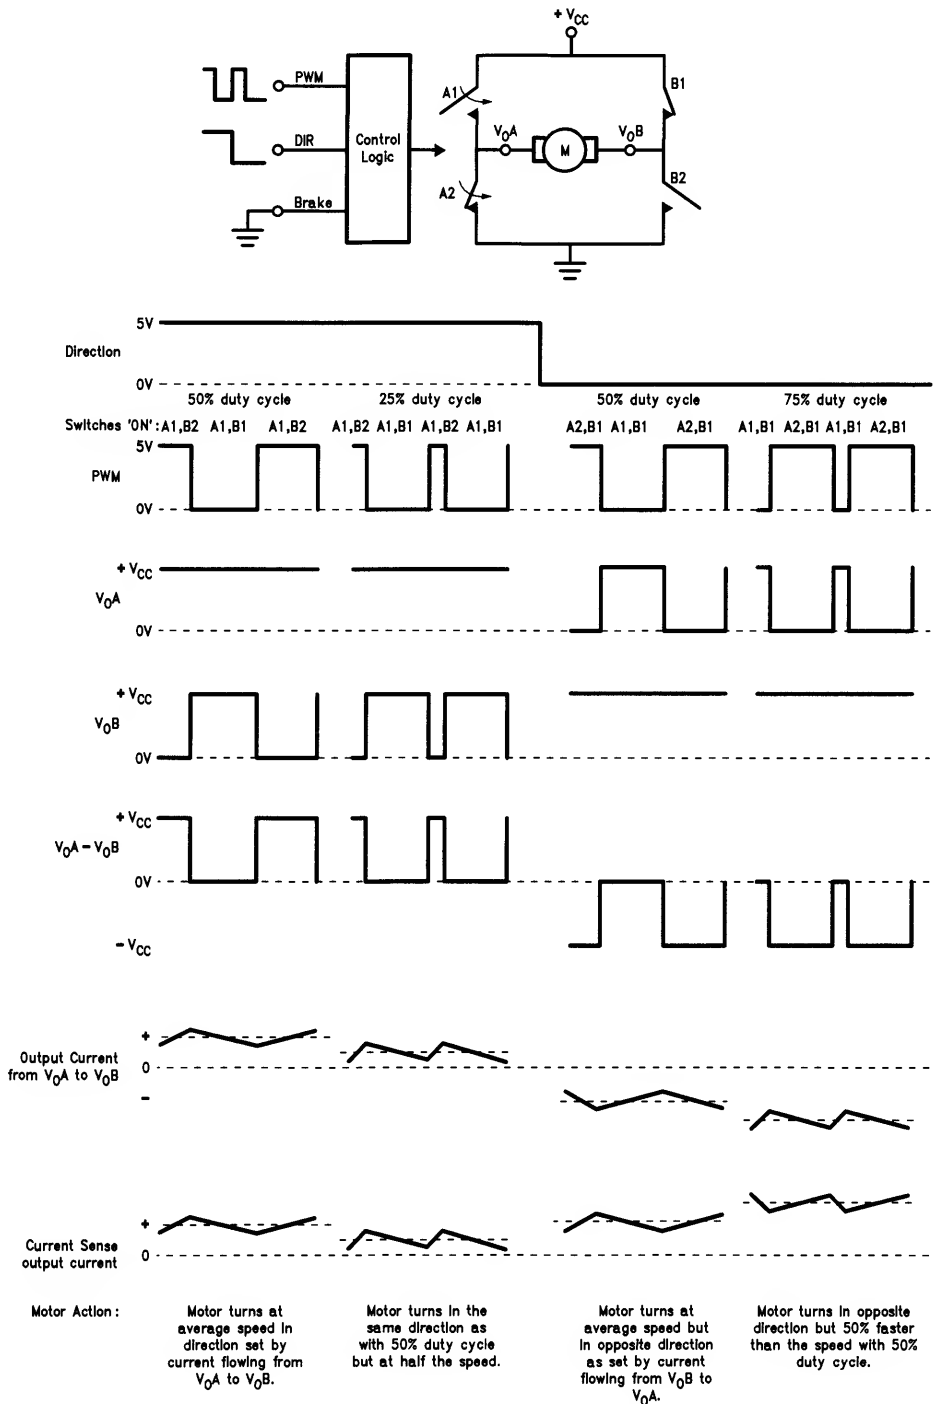 + VCC
PWM
DIR
Brake
Control
Logic
A1
A2
B1
B2
VOA
VOB
M
5V
Direction
0V
50% duty cycle 25% duty cycle 50% duty cycle 75% duty cycle
Switches 'ON': A1,B2 A1,B1 A1,B2 A1,B2 A1,B1 A1,B2 A1,B1 A2,B1 A1,B1 A2,B1 A1,B1 A2,B1 A1,B1 A2,B1
5V
PWM
0V
+ VCC
VOA
0V
+ VCC
VOB
0V
+ VCC
VOA – VOB
0V
– VCC
+
Output Current
from VOA to VOB
0
–
+
Current Sense
output current
0
Motor Action :
Motor turns at
average speed in
direction set by
current flowing from
VOA to VOB.
Motor turns in the
same direction as
with 50% duty cycle
but at half the speed.
Motor turns at
average speed but
in opposite direction
as set by current
flowing from VOB to
VOA.
Motor turns in opposite
direction but 50% faster
than the speed with 50%
duty cycle.